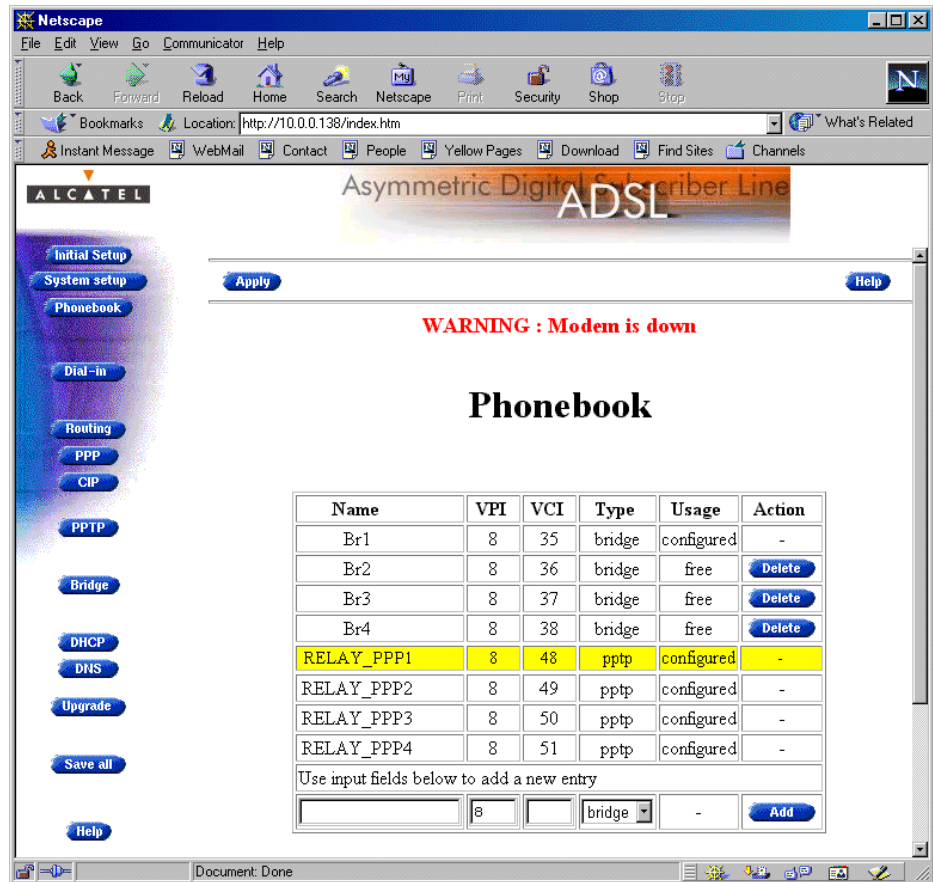 Netscape
File Edit View Go Communicator Help
Back Forward Reload Home Search Netscape Print Security Shop Stop
My
N
Bookmarks Location: http://10.0.0.138/index.htm What's Related
Instant Message WebMail Contact People Yellow Pages Download Find Sites Channels
ALCATEL
Asymmetric Digital Subscriber Line
ADSL
Initial Setup
System setup
Phonebook
Dial-in
Routing
PPP
CIP
PPTP
Bridge
DHCP
DNS
Upgrade
Save all
Help
Apply Help
WARNING : Modem is down
Phonebook
Name VPI VCI Type Usage Action
Br1 8 35 bridge configured -
Br2 8 36 bridge free Delete
Br3 8 37 bridge free Delete
Br4 8 38 bridge free Delete
RELAY_PPP1 8 48 pptp configured -
RELAY_PPP2 8 49 pptp configured -
RELAY_PPP3 8 50 pptp configured -
RELAY_PPP4 8 51 pptp configured -
Use input fields below to add a new entry
8 bridge - Add
Document: Done